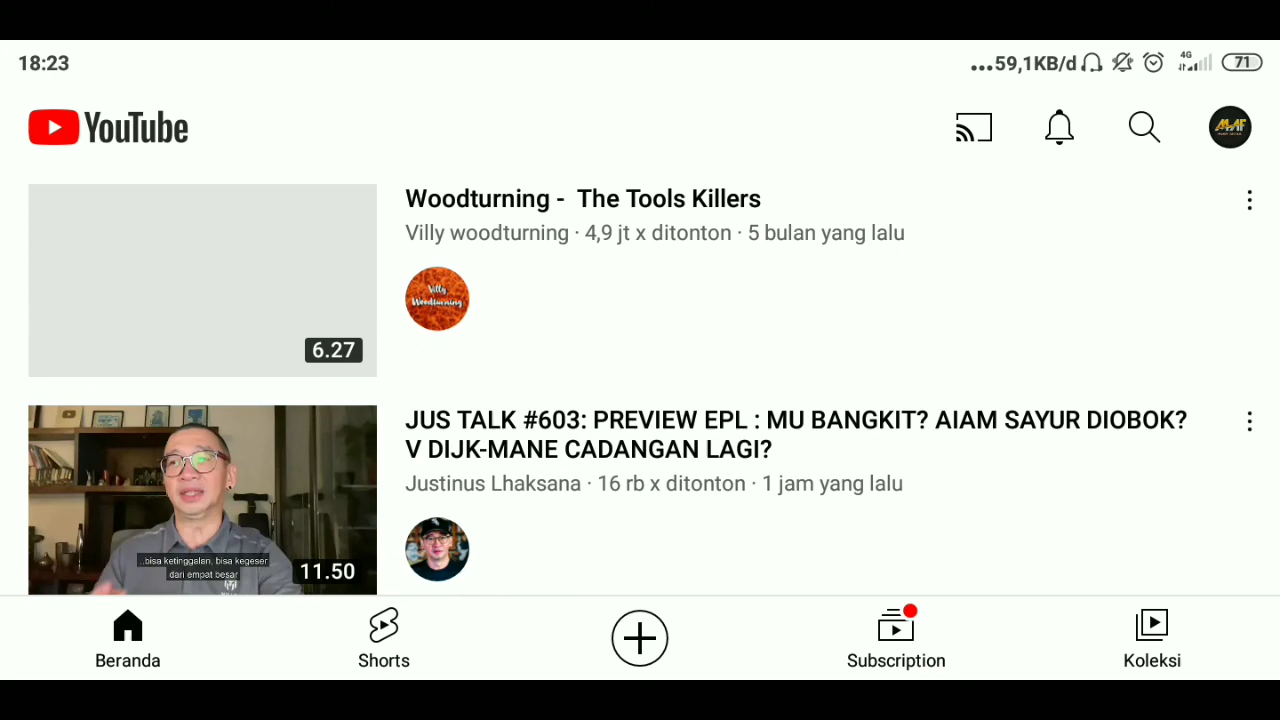 18:23
...59,1KB/d
4G
71
YouTube
Woodturning - The Tools Killers
Villy woodturning · 4,9 jt x ditonton · 5 bulan yang lalu
Villy
Woodturning
6.27
JUS TALK #603: PREVIEW EPL : MU BANGKIT? AIAM SAYUR DIOBOK?
V DIJK-MANE CADANGAN LAGI?
Justinus Lhaksana · 16 rb x ditonton · 1 jam yang lalu
..bisa ketinggalan, bisa kegeser
dari empat besar
11.50
Beranda
Shorts
Subscription
Koleksi